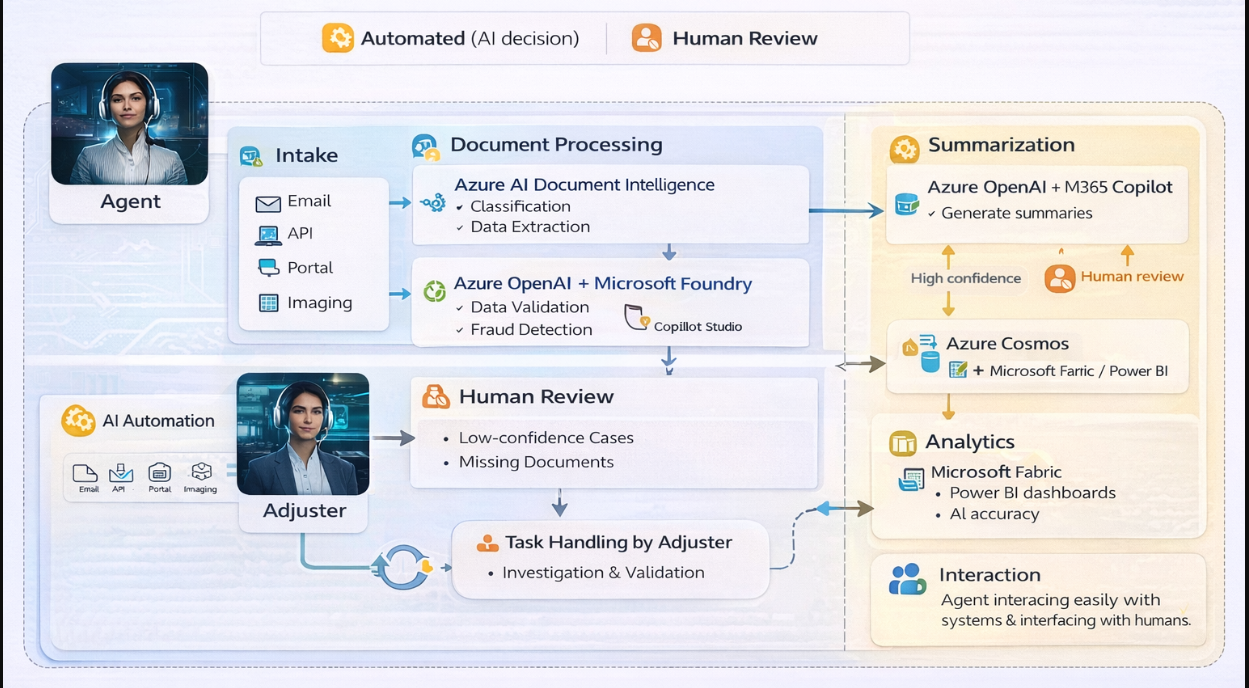 Automated (AI decision)
Human Review
Agent
Intake
Email
API
Portal
Imaging
Document Processing
Azure AI Document Intelligence
✓ Classification
✓ Data Extraction
Azure OpenAI + Microsoft Foundry
✓ Data Validation
✓ Fraud Detection
Copillot Studio
Summarization
Azure OpenAI + M365 Copilot
✓ Generate summaries
High confidence
Human review
Azure Cosmos
+ Microsoft Farric / Power BI
AI Automation
Email
API
Portal
Imaging
Adjuster
Human Review
• Low-confidence Cases
• Missing Documents
Task Handling by Adjuster
• Investigation & Validation
Analytics
Microsoft Fabric
• Power BI dashboards
• AI accuracy
Interaction
Agent interacing easily with
systems & interfacing with humans.